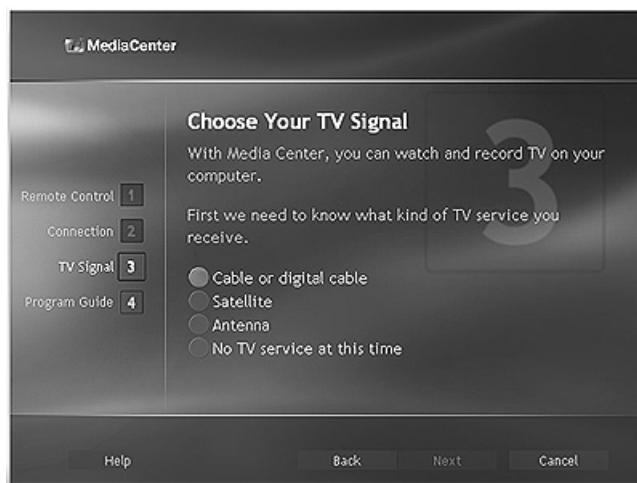 MediaCenter
Choose Your TV Signal
With Media Center, you can watch and record TV on your
computer.
First we need to know what kind of TV service you
receive.
Remote Control 1
Connection 2
TV Signal 3
Program Guide 4
3
Cable or digital cable
Satellite
Antenna
No TV service at this time
Help Back Next Cancel